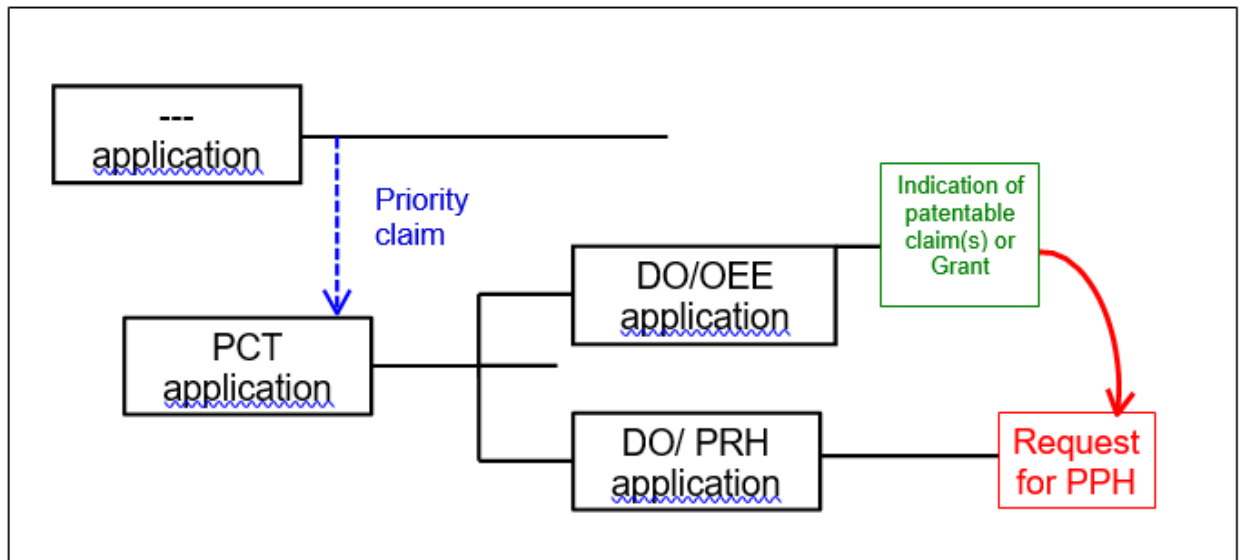 ---
application
Priority
claim
PCT
application
DO/OEE
application
Indication of
patentable
claim(s) or
Grant
DO/ PRH
application
Request
for PPH